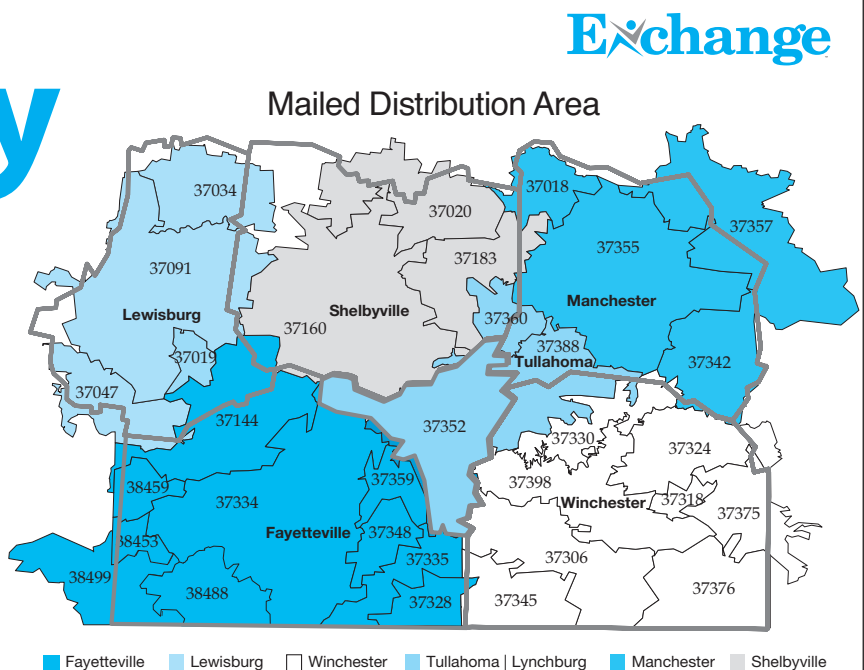 Exchange
y
Mailed Distribution Area
37034
37018
37020
37357
37355
37183
37091
Manchester
Lewisburg
Shelbyville
37160
37360
37388
37019
Tullahoma
37342
37047
37144
37352
37330
37324
37359
37398
38459
37334
Winchester
37318
37375
Fayetteville
37348
38453
37335
37306
38499
38488
37328
37345
37376
Fayetteville
Lewisburg
Winchester
Tullahoma | Lynchburg
Manchester
Shelbyville